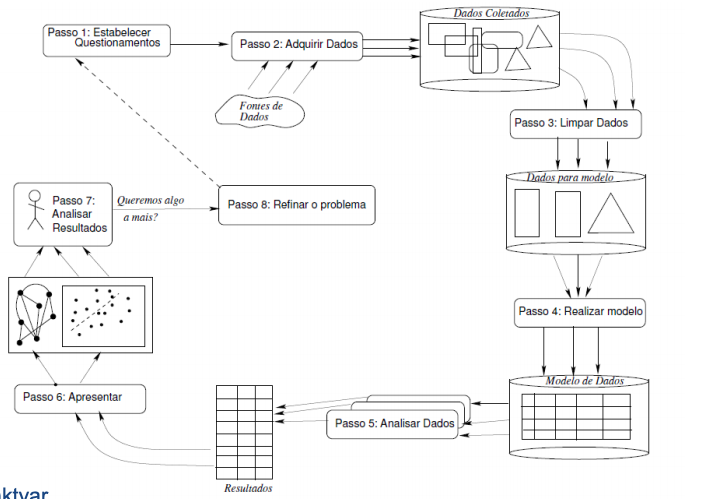 Passo 1: Estabelecer
Questionamentos
Passo 2: Adquirir Dados
Dados Coletados
Fontes de
Dados
Passo 3: Limpar Dados
Dados para modelo
Passo 7:
Analisar
Resultados
Queremos algo
a mais?
Passo 8: Refinar o problema
Passo 4: Realizar modelo
Modelo de Dados
Passo 6: Apresentar
Passo 5: Analisar Dados
Resultados